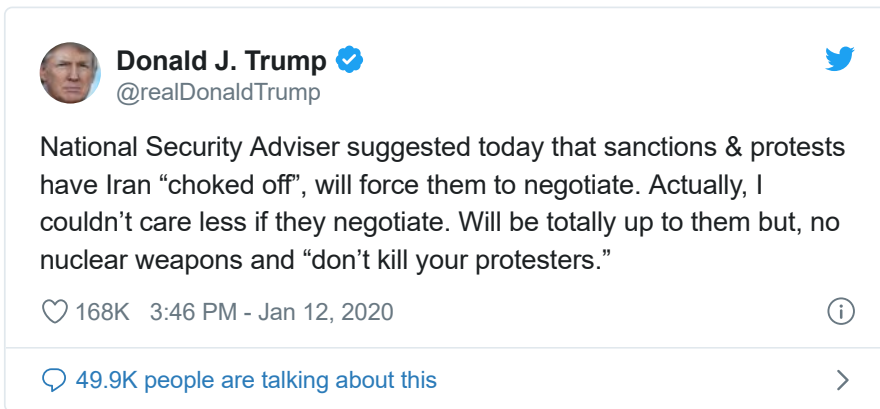 Donald J. Trump
@realDonaldTrump
National Security Adviser suggested today that sanctions & protests
have Iran “choked off”, will force them to negotiate. Actually, I
couldn’t care less if they negotiate. Will be totally up to them but, no
nuclear weapons and “don’t kill your protesters.”
168K 3:46 PM - Jan 12, 2020
49.9K people are talking about this